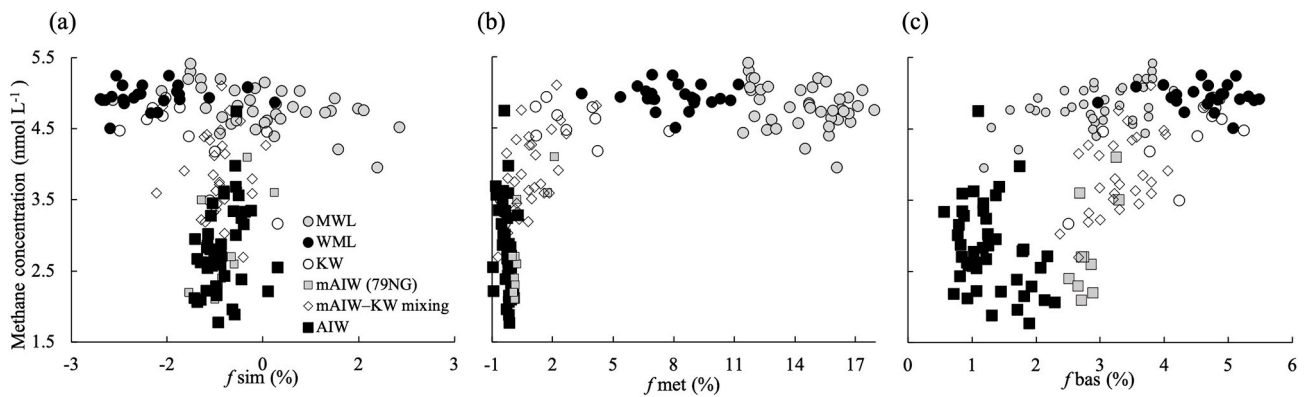 (a)
(b)
(c)
Methane concentration (nmol L⁻¹)
5.5
4.5
3.5
2.5
1.5
-3
-2
0
2
3
f sim (%)
MWL
WML
KW
mAIW (79NG)
mAIW–KW mixing
AIW
-1
2
5
8
11
14
17
f met (%)
0
1
2
3
4
5
6
f bas (%)